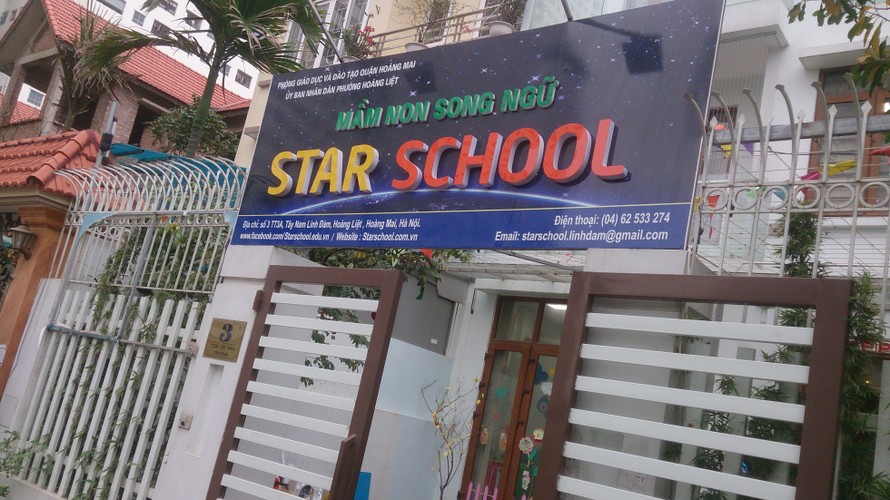 PHÒNG GIÁO DỤC VÀ ĐÀO TẠO QUẬN HOÀNG MAI
ỦY BAN NHÂN DÂN PHƯỜNG HOÀNG LIỆT
MẦM NON SONG NGỮ
STAR SCHOOL
Địa chỉ: số 3 TT3A, Tây Nam Linh Đàm, Hoàng Liệt, Hoàng Mai, Hà Nội.
www.facebook.com/Starschool.edu.vn / Website : Starschool.com.vn
Điện thoại: (04) 62 533 274
Email: starschool.linhdam@gmail.com
3